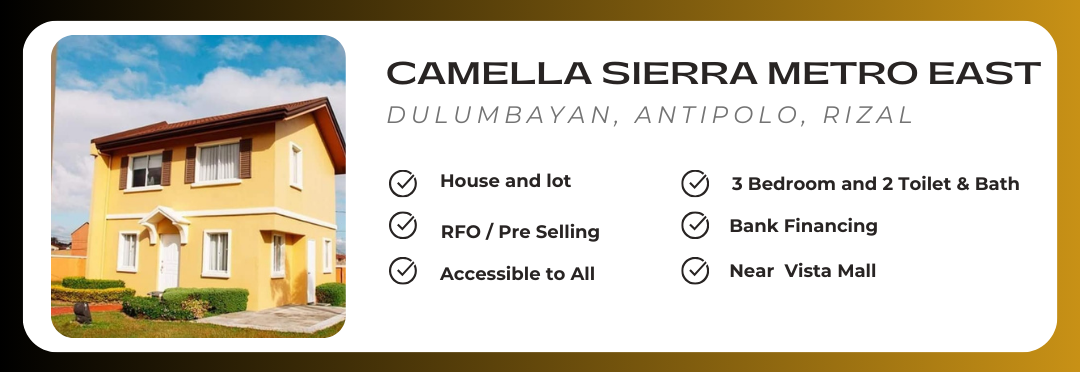 CAMELLA SIERRA METRO EAST
DULUMBAYAN, ANTIPOLO, RIZAL
House and lot
RFO / Pre Selling
Accessible to All
3 Bedroom and 2 Toilet & Bath
Bank Financing
Near Vista Mall